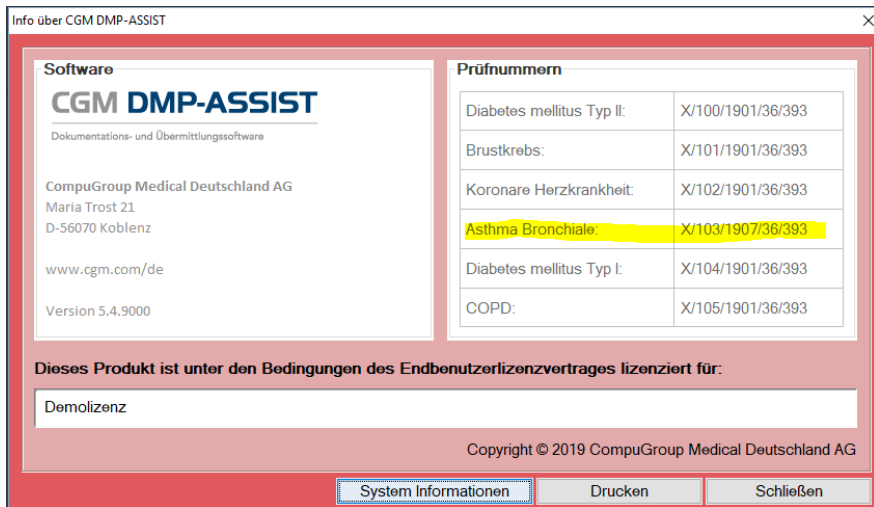 Info über CGM DMP-ASSIST
Software
CGM DMP-ASSIST
Dokumentations- und Übermittlungssoftware
CompuGroup Medical Deutschland AG
Maria Trost 21
D-56070 Koblenz
www.cgm.com/de
Version 5.4.9000
Prüfnummern
Diabetes mellitus Typ II: X/100/1901/36/393
Brustkrebs: X/101/1901/36/393
Koronare Herzkrankheit: X/102/1901/36/393
Asthma Bronchiale: X/103/1907/36/393
Diabetes mellitus Typ I: X/104/1901/36/393
COPD: X/105/1901/36/393
Dieses Produkt ist unter den Bedingungen des Endbenutzerlizenzvertrages lizenziert für:
Demolizenz
Copyright © 2019 CompuGroup Medical Deutschland AG
System Informationen Drucken Schließen